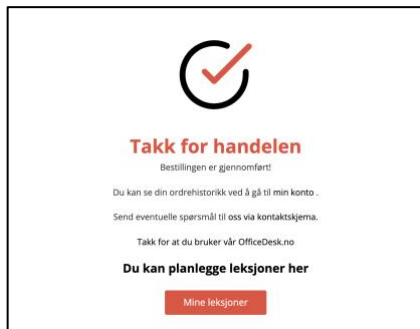 Takk for handelen
Bestillingen er gjennomført!
Du kan se din ordrehistorikk ved å gå til min konto .
Send eventuelle spørsmål til oss via kontaktskjema.
Takk for at du bruker vår OfficeDesk.no
Du kan planlegge leksjoner her
Mine leksjoner